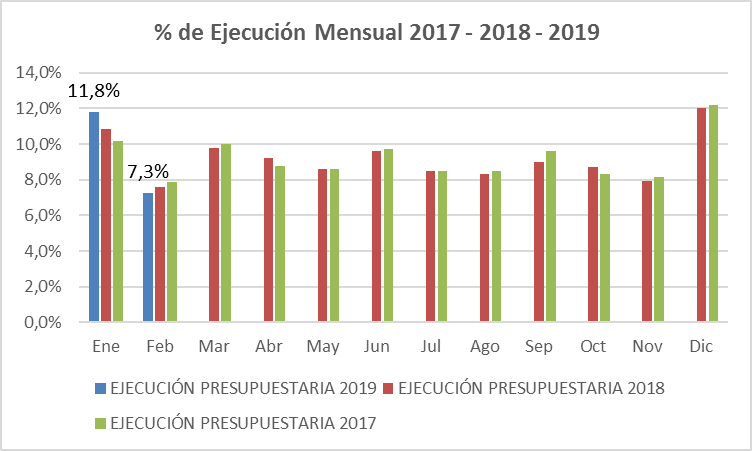 % de Ejecución Mensual 2017 - 2018 - 2019
14,0%
12,0%
10,0%
8,0%
6,0%
4,0%
2,0%
0,0%
11,8%
7,3%
Ene Feb Mar Abr May Jun Jul Ago Sep Oct Nov Dic
EJECUCIÓN PRESUPUESTARIA 2019 EJECUCIÓN PRESUPUESTARIA 2018
EJECUCIÓN PRESUPUESTARIA 2017